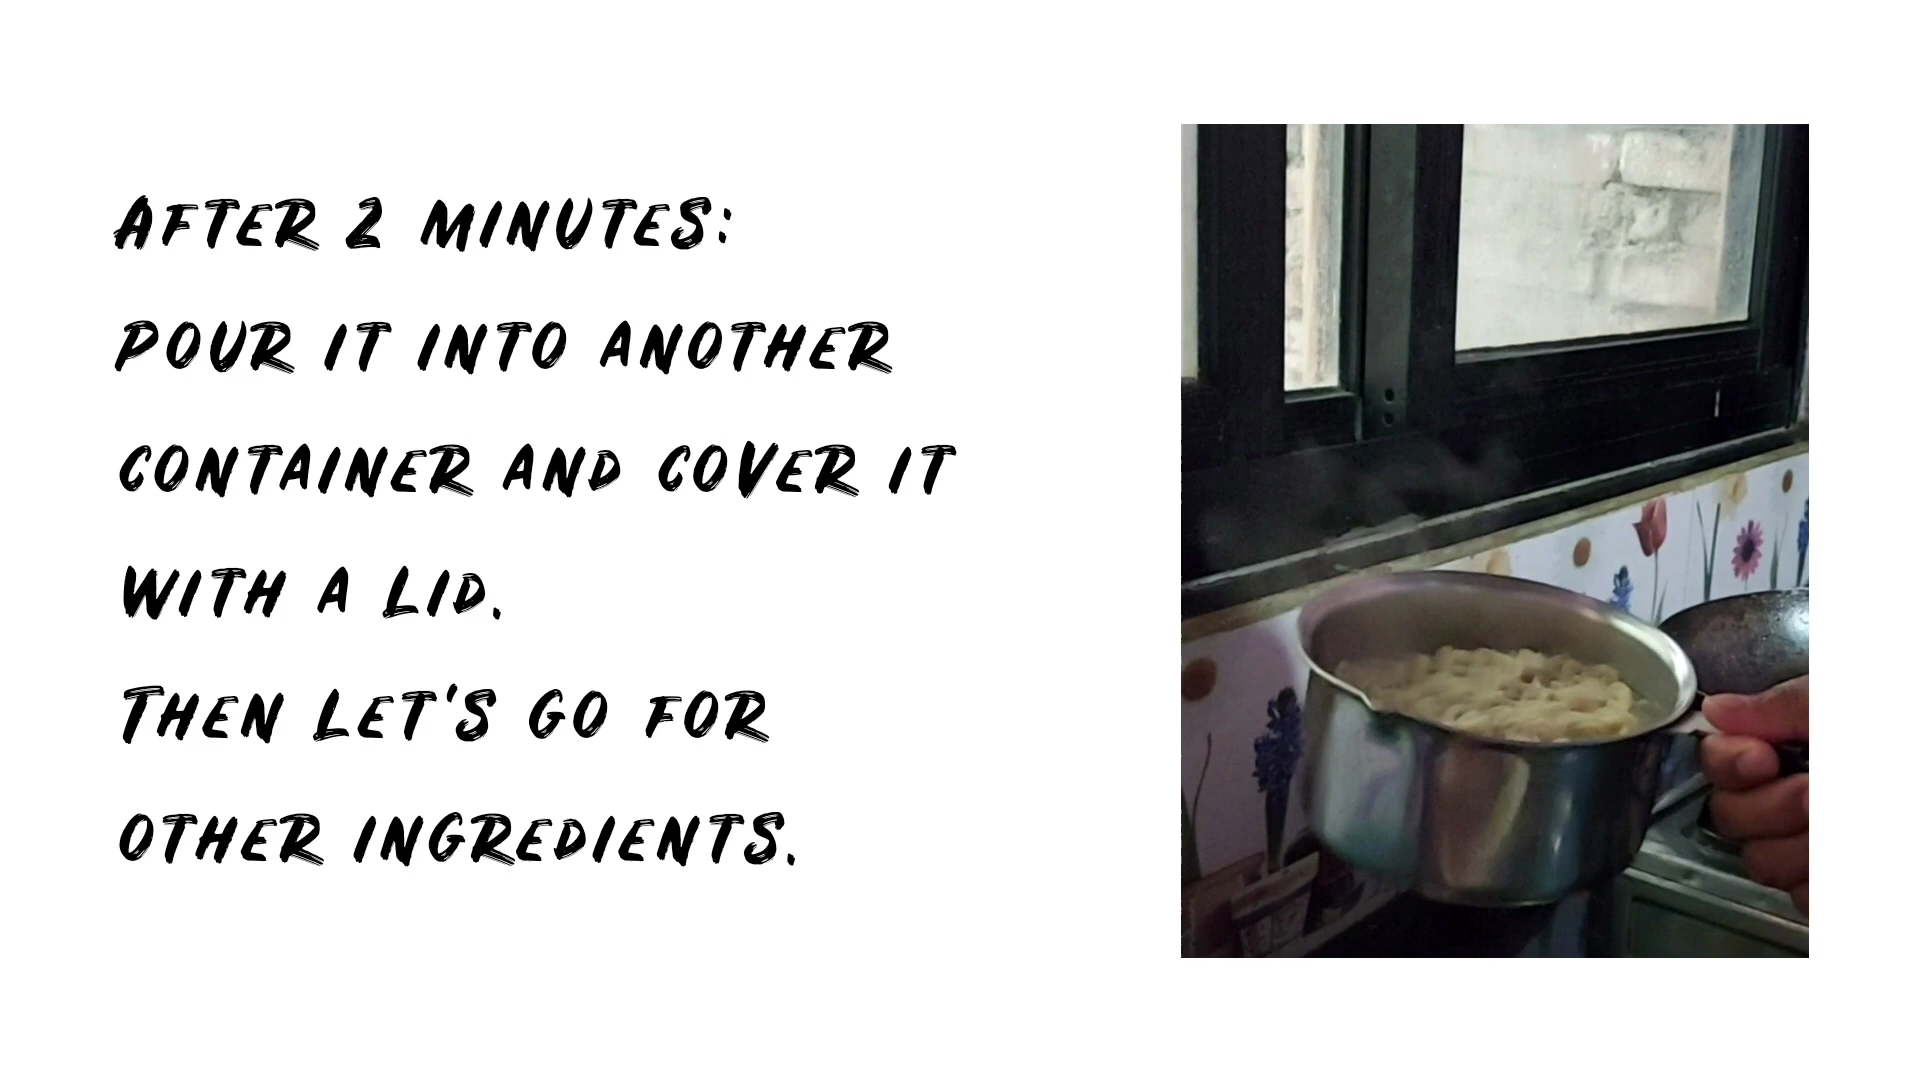 AFTER 2 MINUTES:
POUR IT INTO ANOTHER
CONTAINER AND COVER IT
WITH A LID.
THEN LET'S GO FOR
OTHER INGREDIENTS.